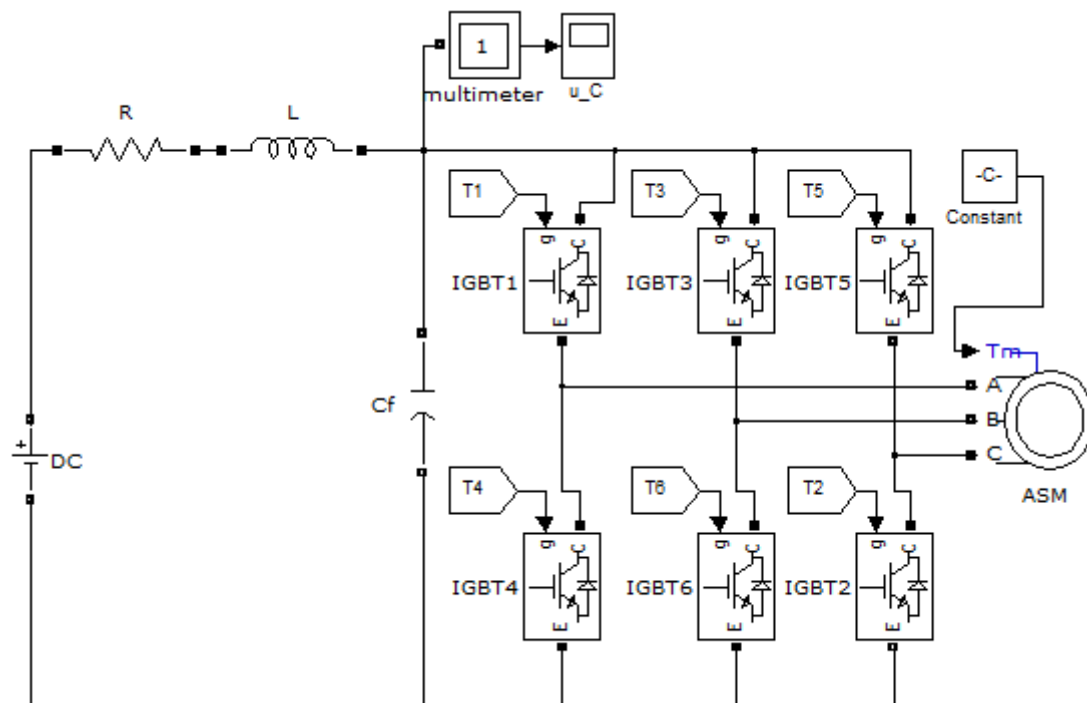 1
multimeter
u_C
R
L
T1
T3
T5
-C-
Constant
g
C
g
C
g
C
IGBT1
IGBT3
IGBT5
E
E
E
Tm
A
B
C
ASM
+
DC
Cf
T4
T6
T2
g
C
g
C
g
C
IGBT4
IGBT6
IGBT2
E
E
E